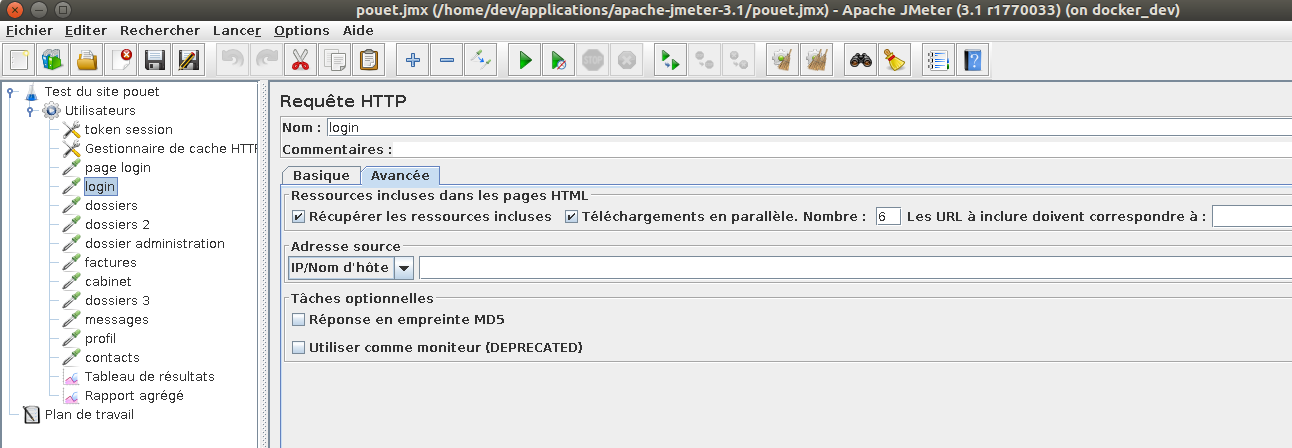 pouet.jmx (/home/dev/applications/apache-jmeter-3.1/pouet.jmx) - Apache JMeter (3.1 r1770033) (on docker_dev)
Fichier Editer Rechercher Lancer Options Aide
STOP
Test du site pouet
Utilisateurs
token session
Gestionnaire de cache HTTP
page login
login
dossiers
dossiers 2
dossier administration
factures
cabinet
dossiers 3
messages
profil
contacts
Tableau de résultats
Rapport agrégé
Plan de travail
Requête HTTP
Nom : login
Commentaires :
Basique Avancée
Ressources incluses dans les pages HTML
Récupérer les ressources incluses Téléchargements en parallèle. Nombre : 6 Les URL à inclure doivent correspondre à :
Adresse source
IP/Nom d'hôte
Tâches optionnelles
Réponse en empreinte MD5
Utiliser comme moniteur (DEPRECATED)